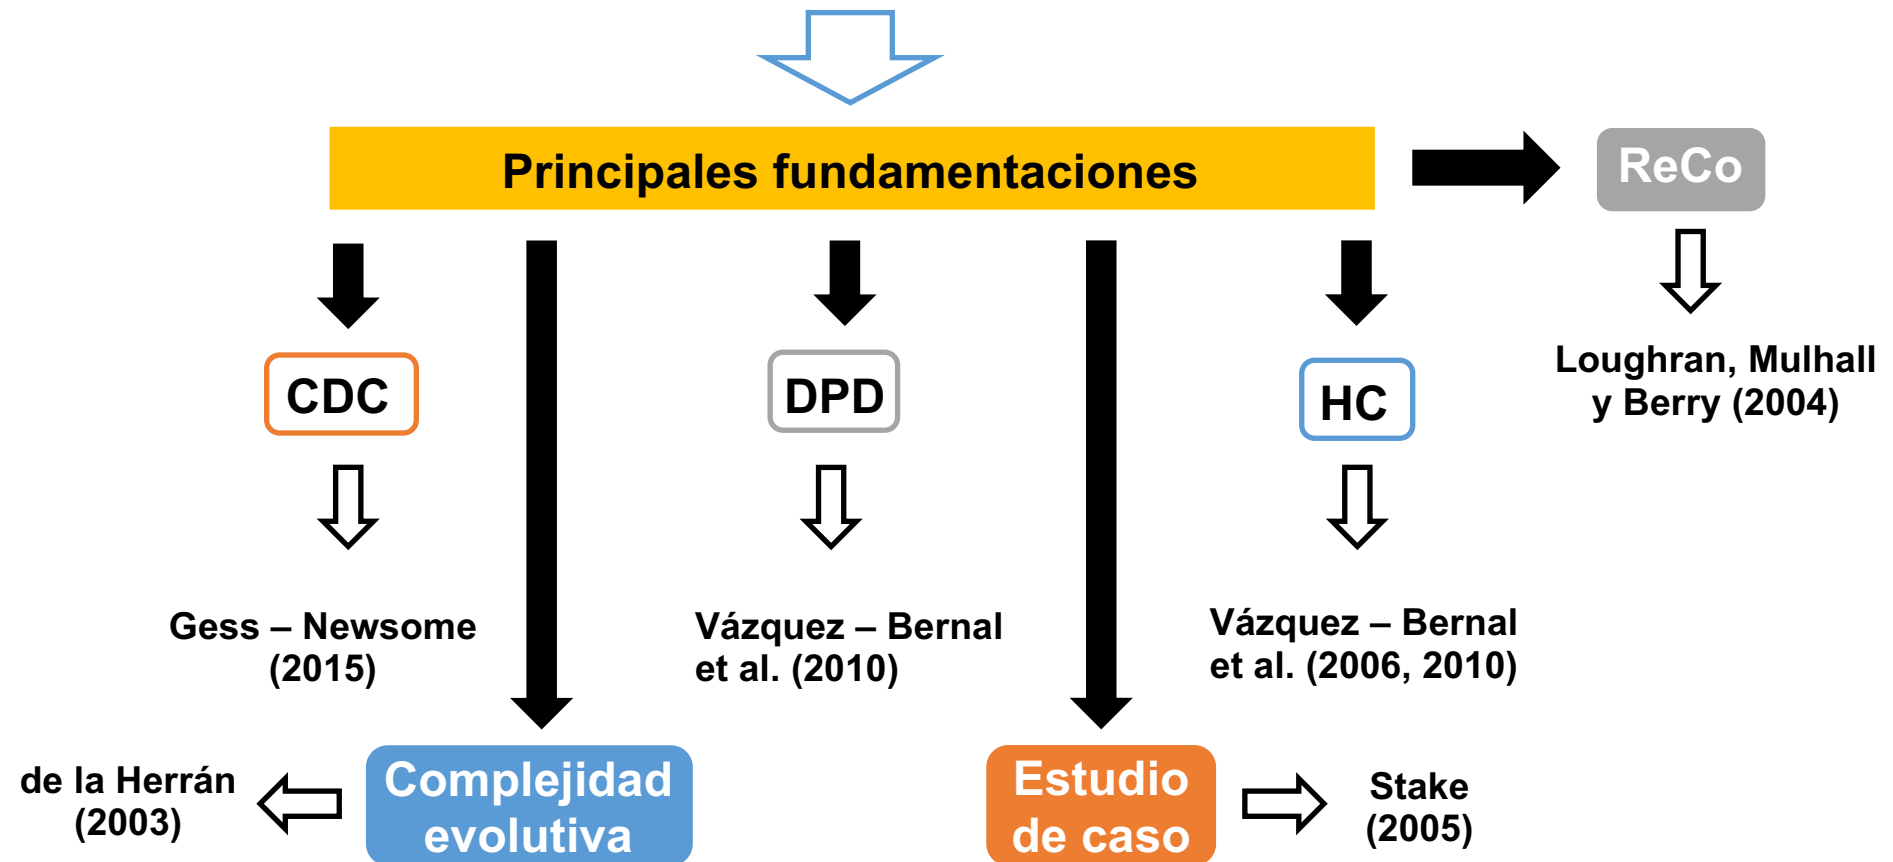 Principales fundamentaciones
ReCo
CDC
DPD
HC
Loughran, Mulhall
y Berry (2004)
Gess – Newsome
(2015)
Vázquez – Bernal
et al. (2010)
Vázquez – Bernal
et al. (2006, 2010)
de la Herrán
(2003)
Complejidad
evolutiva
Estudio
de caso
Stake
(2005)